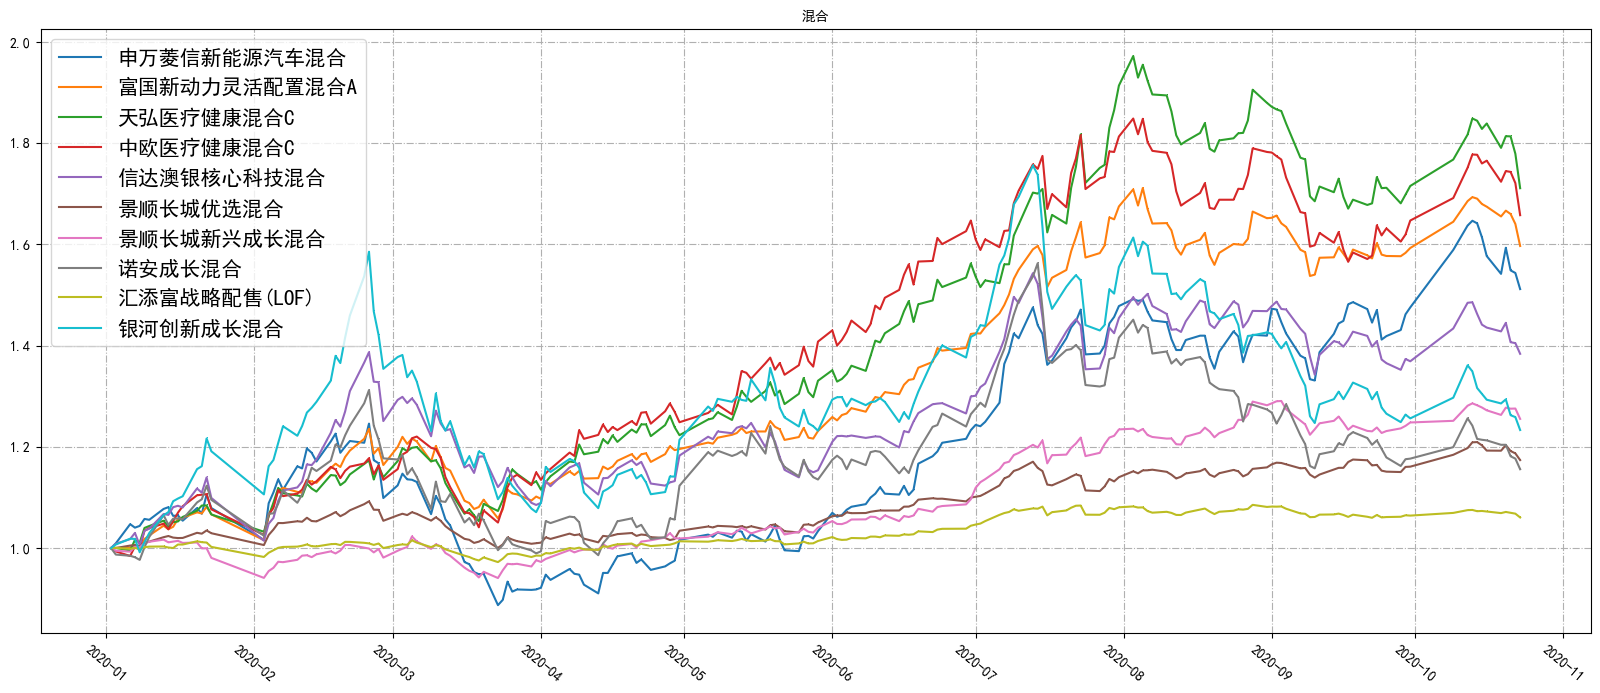 混合
2.0
1.8
1.6
1.4
1.2
1.0
申万菱信新能源汽车混合
富国新动力灵活配置混合A
天弘医疗健康混合C
中欧医疗健康混合C
信达澳银核心科技混合
景顺长城优选混合
景顺长城新兴成长混合
诺安成长混合
汇添富战略配售(LOF)
银河创新成长混合
2020-01
2020-02
2020-03
2020-04
2020-05
2020-06
2020-07
2020-08
2020-09
2020-10
2020-11